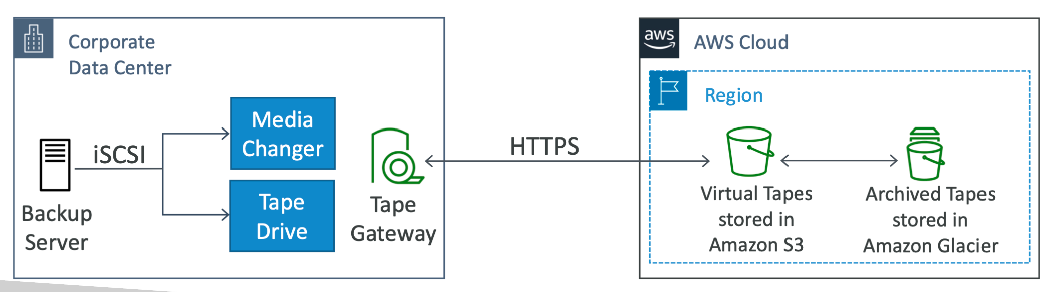 Corporate
Data Center
Backup
Server
iSCSI
Media
Changer
Tape
Drive
Tape
Gateway
HTTPS
aws
AWS Cloud
Region
Virtual Tapes
stored in
Amazon S3
Archived Tapes
stored in
Amazon Glacier